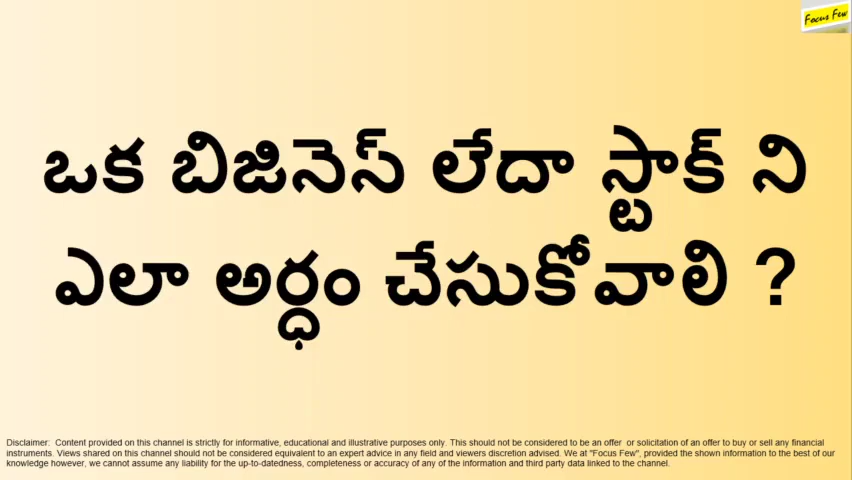 Focus Few
ఒక బిజినెస్ లేదా స్టాక్ ని
ఎలా అర్ధం చేసుకోవాలి ?
Disclaimer: Content provided on this channel is strictly for informative, educational and illustrative purposes only. This should not be considered to be an offer or solicitation of an offer to buy or sell any financial
instruments. Views shared on this channel should not be considered equivalent to an expert advice in any field and viewers discretion advised. We at "Focus Few", provided the shown information to the best of our
knowledge however, we cannot assume any liability for the up-to-datedness, completeness or accuracy of any of the information and third party data linked to the channel.